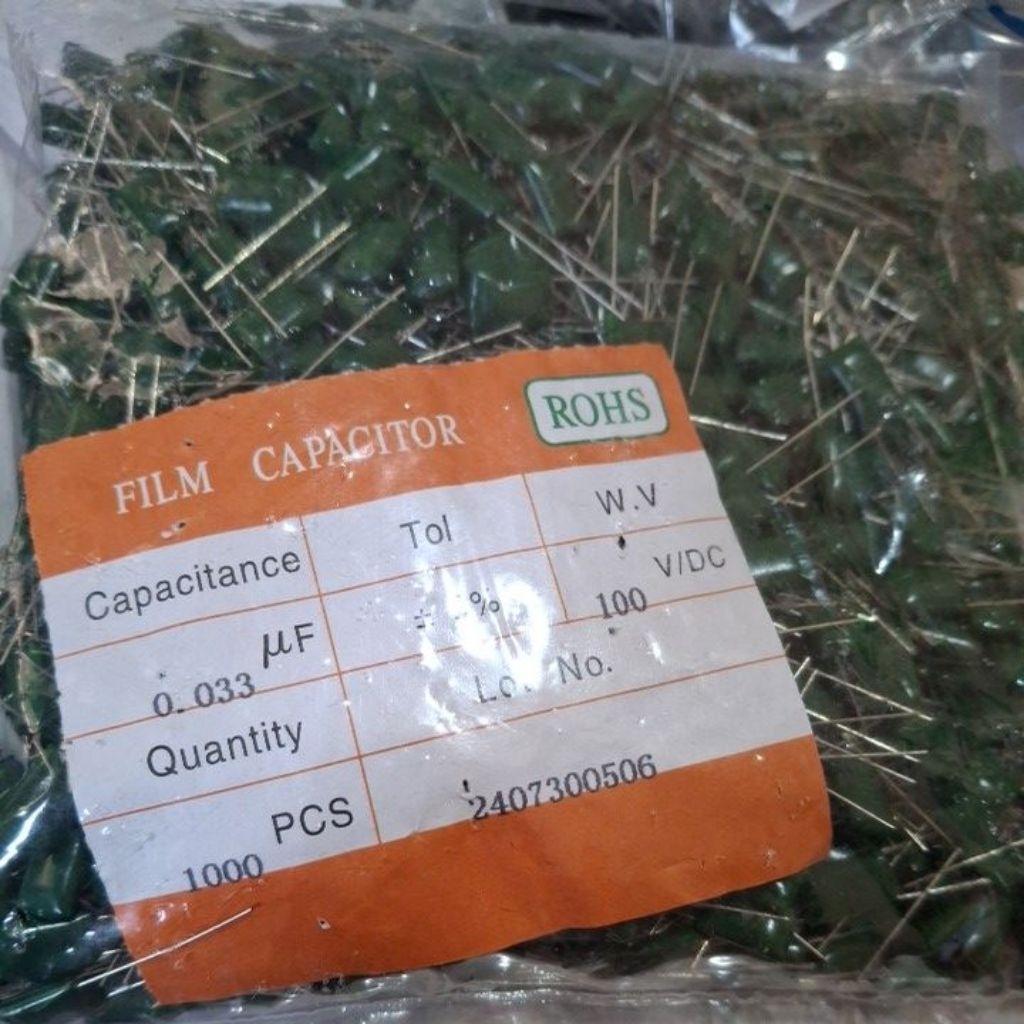 FILM CAPACITOR ROHS
Capacitance Tol W.V
µF % V/DC
0.033 100
Quantity No.
PCS 2407300506
1000